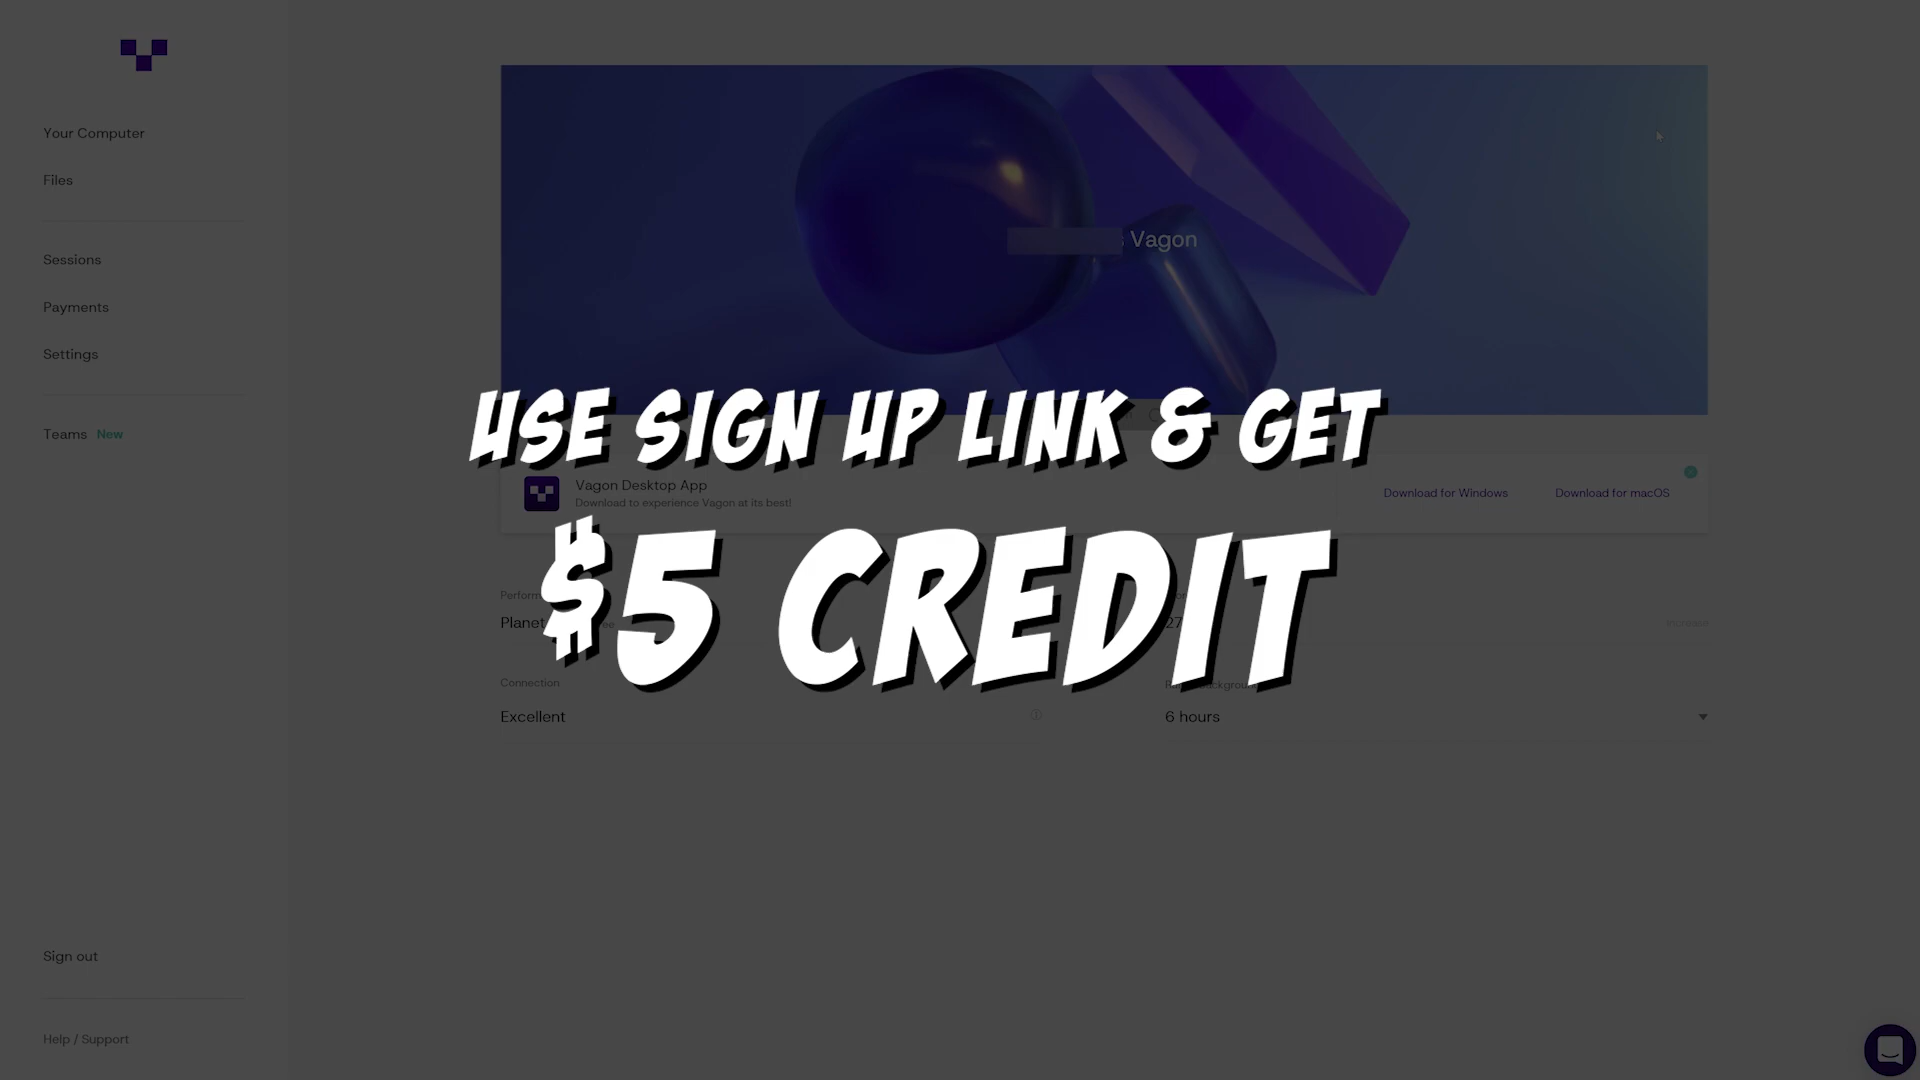 Your Computer
Files
Sessions
Payments
Settings
Teams New
Sign out
Help / Support
s Vagon
USE SIGN UP LINK & GET
Vagon Desktop App
Download to experience Vagon at its best!
Download for Windows
Download for macOS
$5 CREDIT
Planet
27
Increase
Connection
Excellent
6 hours